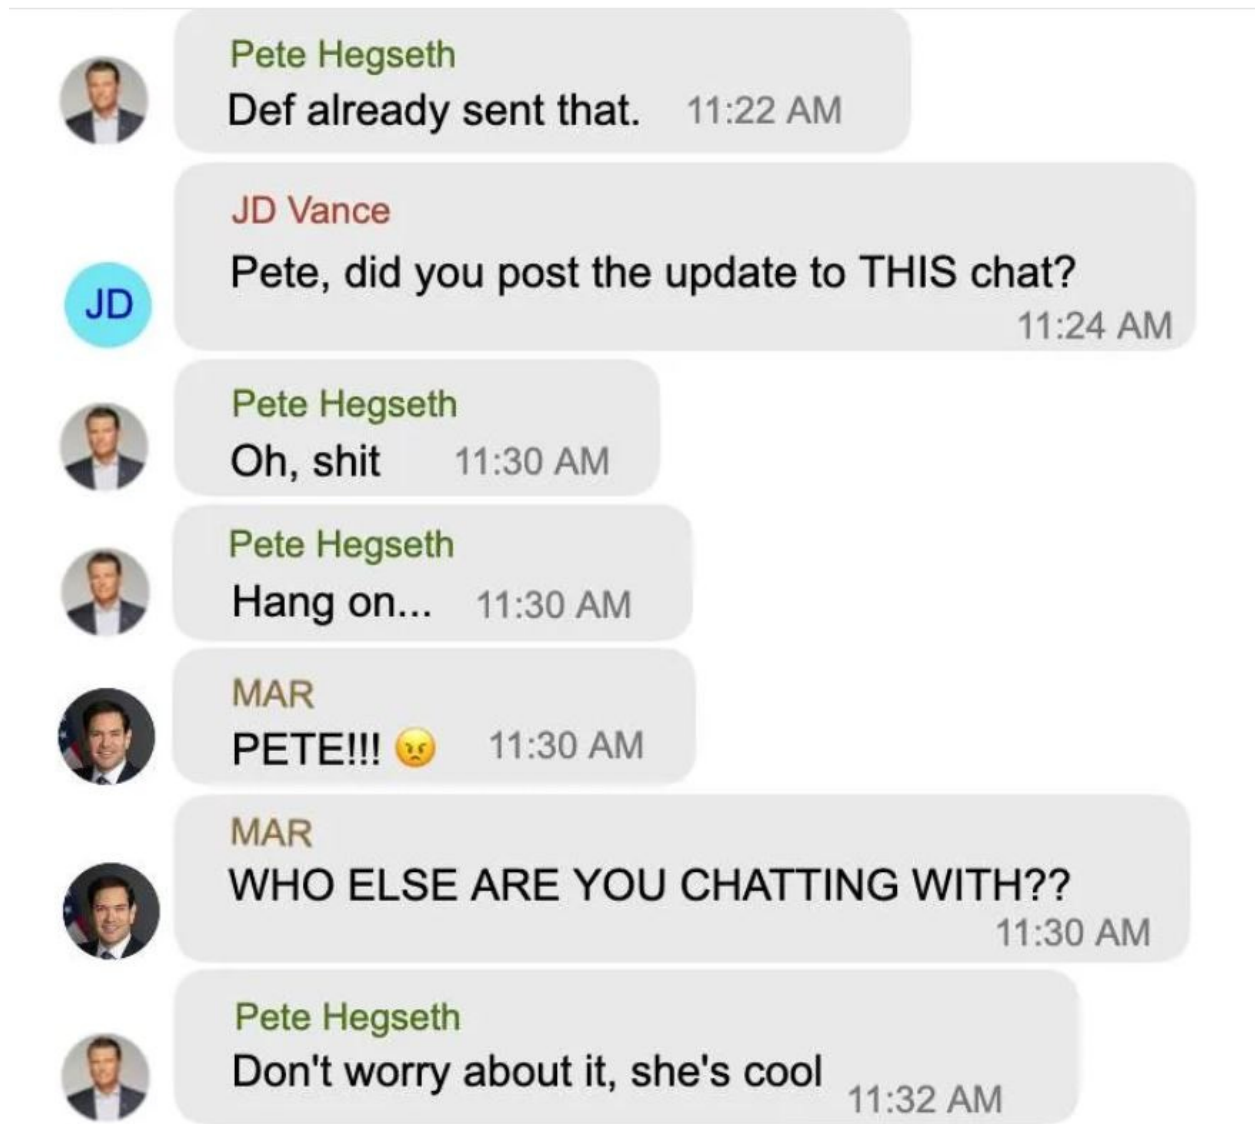 Pete Hegseth
Def already sent that. 11:22 AM
JD Vance
Pete, did you post the update to THIS chat?
11:24 AM
JD
Pete Hegseth
Oh, shit 11:30 AM
Pete Hegseth
Hang on... 11:30 AM
MAR
PETE!!! 😠 11:30 AM
MAR
WHO ELSE ARE YOU CHATTING WITH??
11:30 AM
Pete Hegseth
Don't worry about it, she's cool
11:32 AM